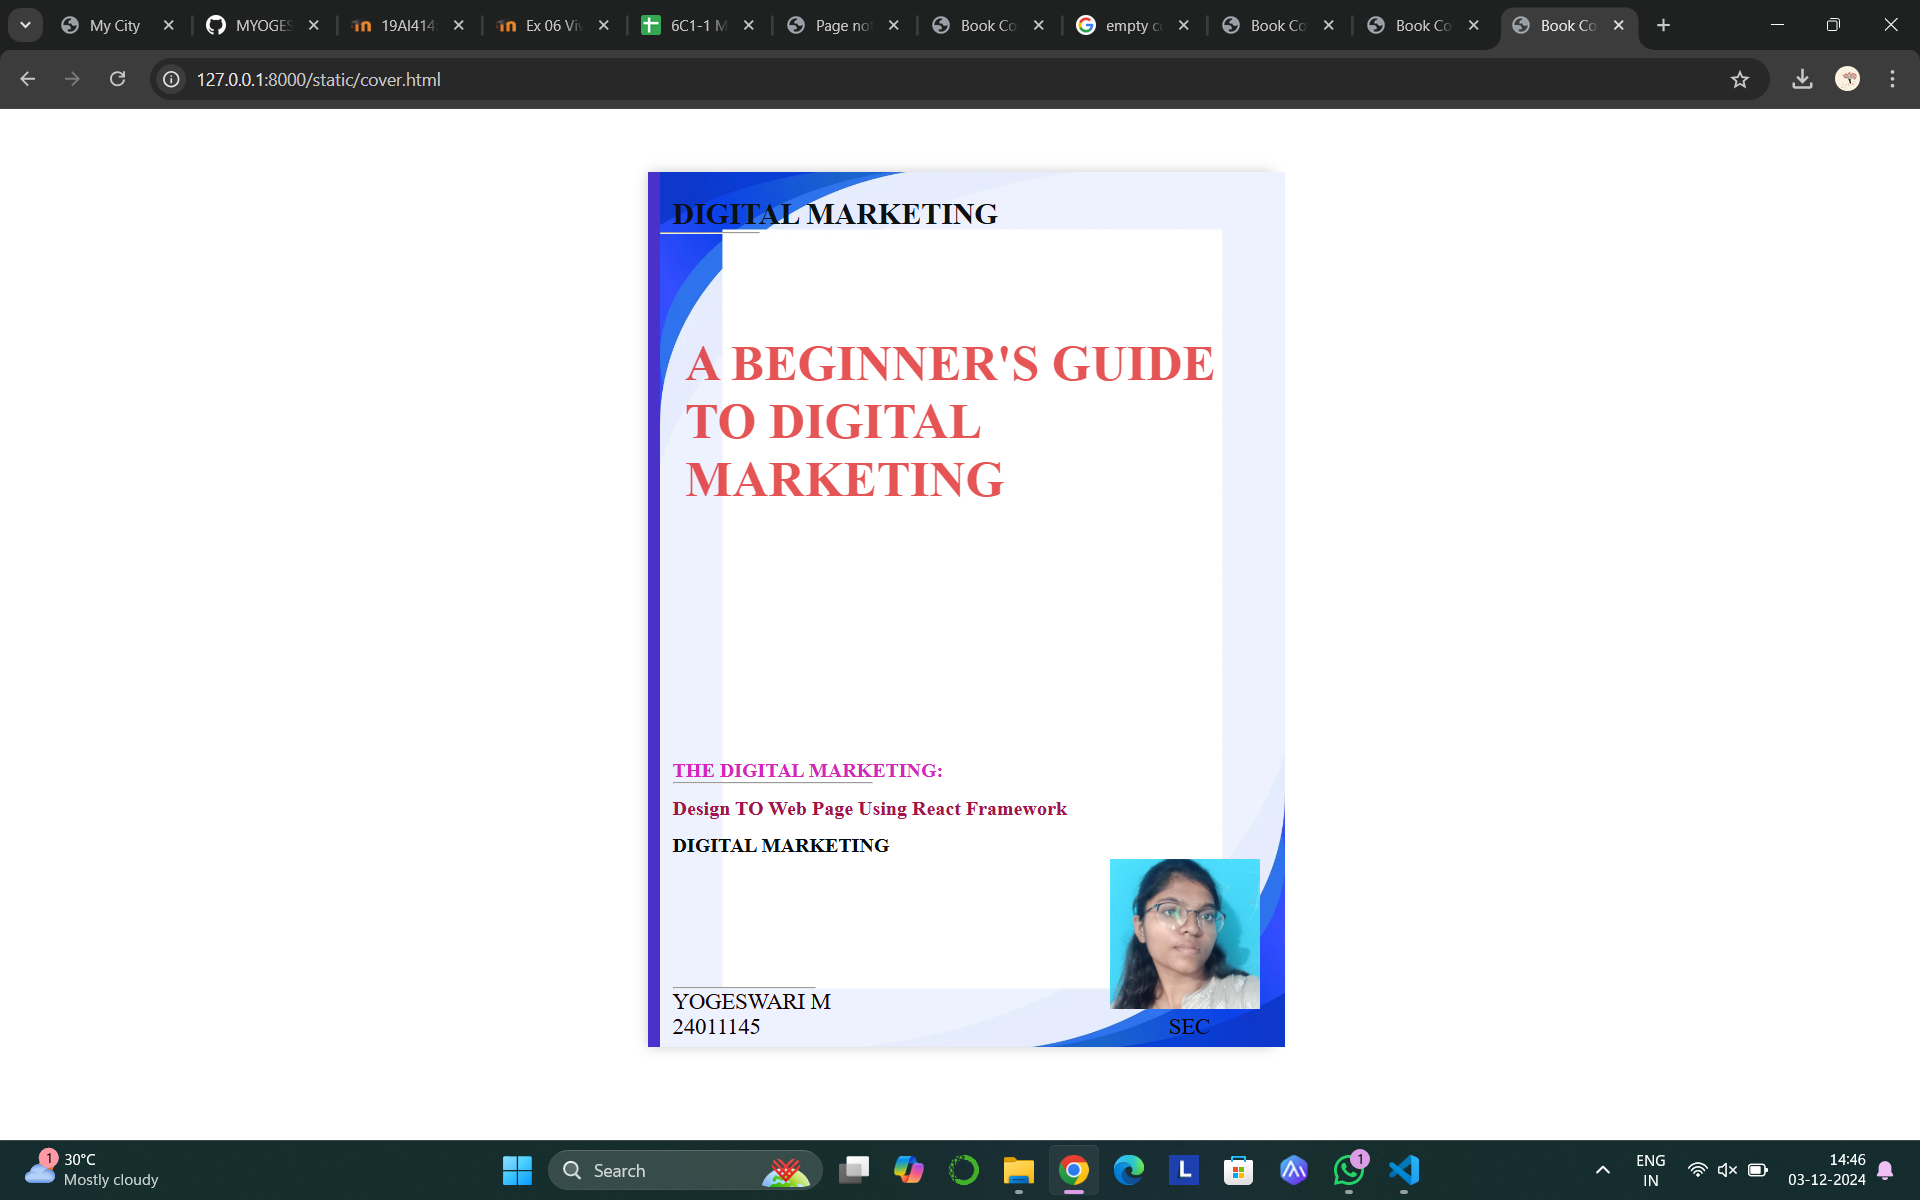 My City
MYOGES
19AI414
Ex 06 Viv
6C1-1 M
Page not
Book Co
empty co
Book Co
Book Co
Book Co
127.0.0.1:8000/static/cover.html
DIGITAL MARKETING
A BEGINNER'S GUIDE
TO DIGITAL
MARKETING
THE DIGITAL MARKETING:
Design TO Web Page Using React Framework
DIGITAL MARKETING
YOGESWARI M
24011145
SEC
1
30°C
Mostly cloudy
Search
L
1
ENG
IN
14:46
03-12-2024